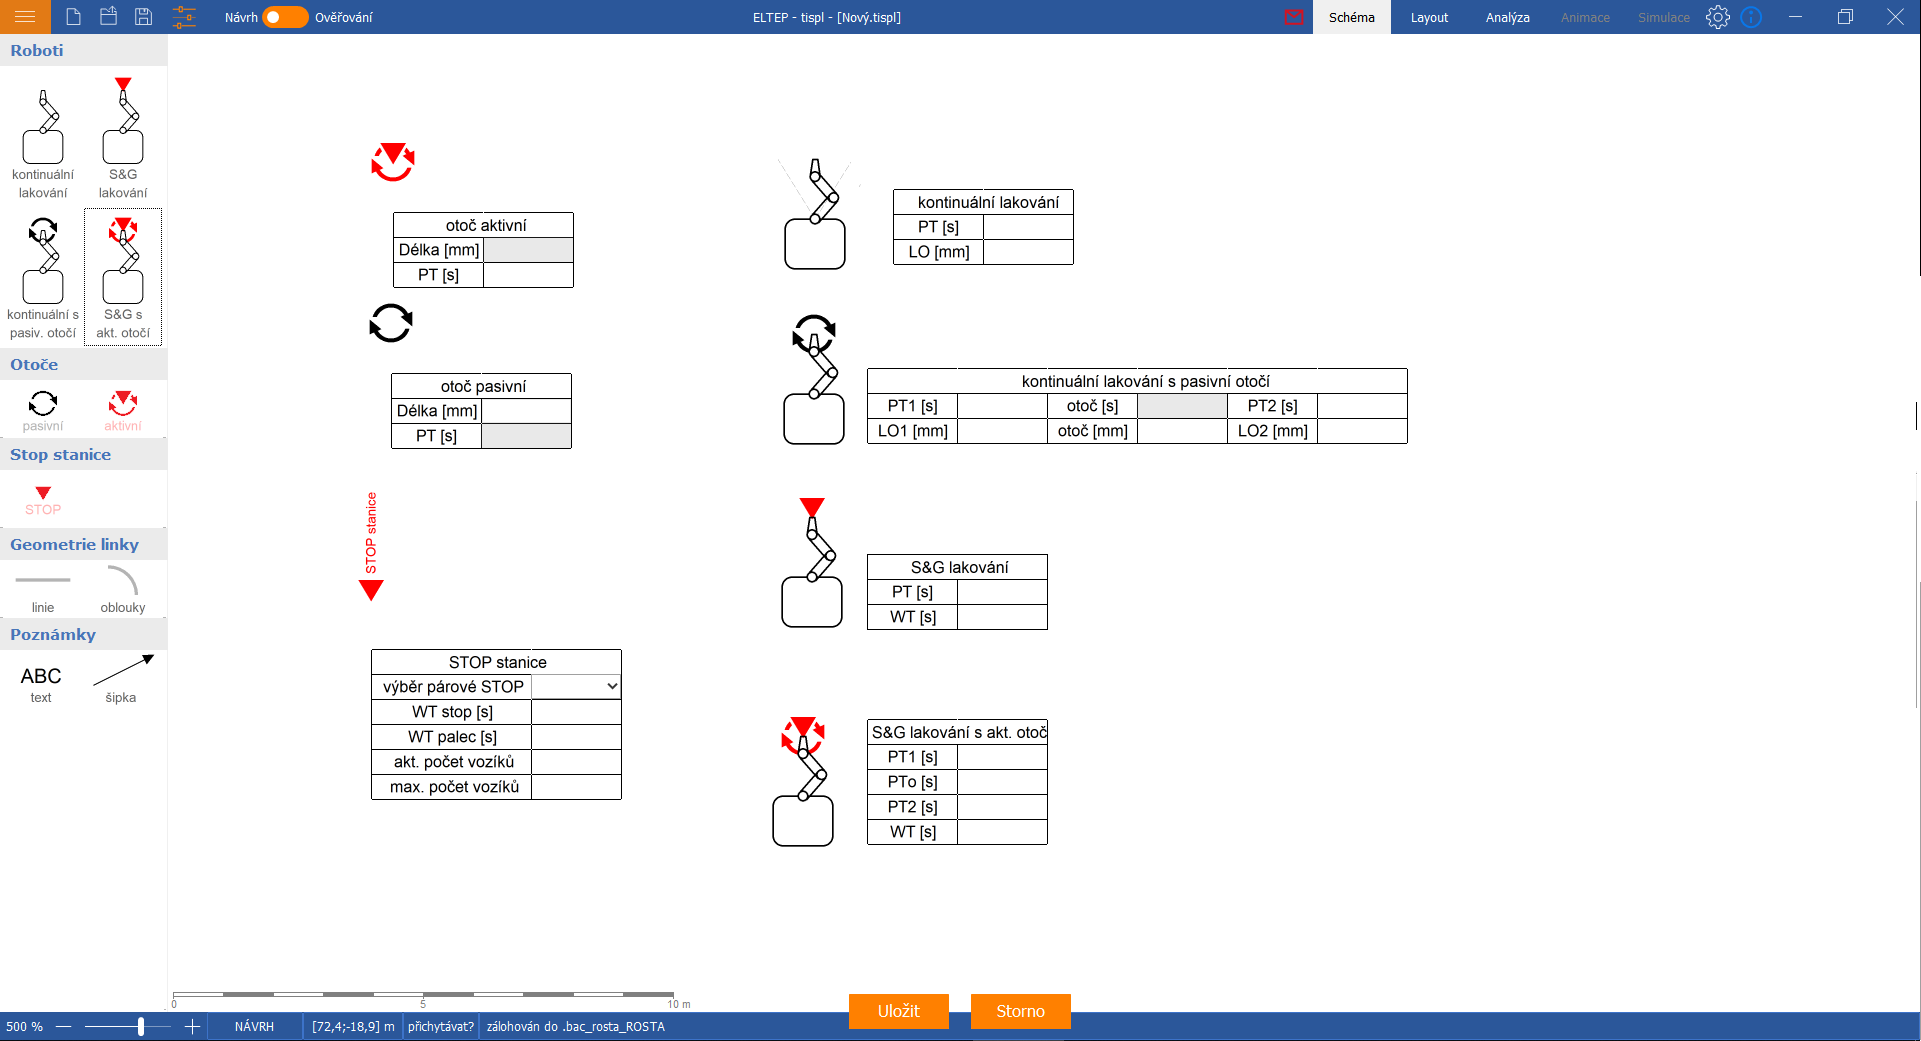 Návrh
Ověřování
ELTEP - tispl - [Nový.tispl]
Schéma
Layout
Analýza
Animace
Simulace
Roboti
kontinuální
lakování
S&G
lakování
kontinuální s
pasiv. otočí
S&G s
akt. otočí
Otoče
pasivní
aktivní
Stop stanice
STOP
Geometrie linky
linie
oblouky
Poznámky
ABC
text
šipka
otoč aktivní
Délka [mm]
PT [s]
otoč pasivní
Délka [mm]
PT [s]
STOP stanice
STOP stanice
výběr párové STOP
WT stop [s]
WT palec [s]
akt. počet vozíků
max. počet vozíků
kontinuální lakování
PT [s]
LO [mm]
kontinuální lakování s pasivní otočí
PT1 [s] otoč [s] PT2 [s]
LO1 [mm] otoč [mm] LO2 [mm]
S&G lakování
PT [s]
WT [s]
S&G lakování s akt. otoč
PT1 [s]
PTo [s]
PT2 [s]
WT [s]
0 5 10 m
Uložit
Storno
500 %
NÁVRH
[72,4;-18,9] m
přichytávat?
zálohován do .bac_rosta_ROSTA